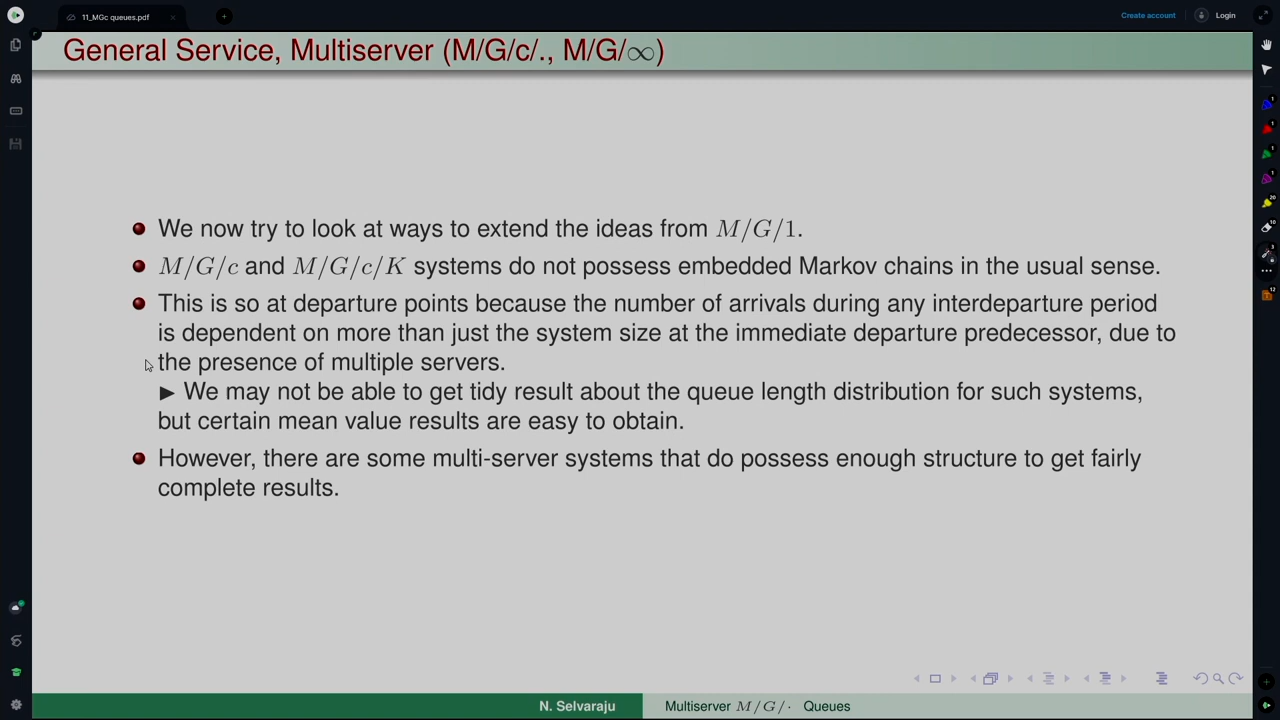 11_MGc queues.pdf
Create account
Login
General Service, Multiserver (M/G/c/., M/G/∞)
We now try to look at ways to extend the ideas from M/G/1.
M/G/c and M/G/c/K systems do not possess embedded Markov chains in the usual sense.
This is so at departure points because the number of arrivals during any interdeparture period
is dependent on more than just the system size at the immediate departure predecessor, due to
the presence of multiple servers.
► We may not be able to get tidy result about the queue length distribution for such systems,
but certain mean value results are easy to obtain.
However, there are some multi-server systems that do possess enough structure to get fairly
complete results.
N. Selvaraju
Multiserver M/G/· Queues